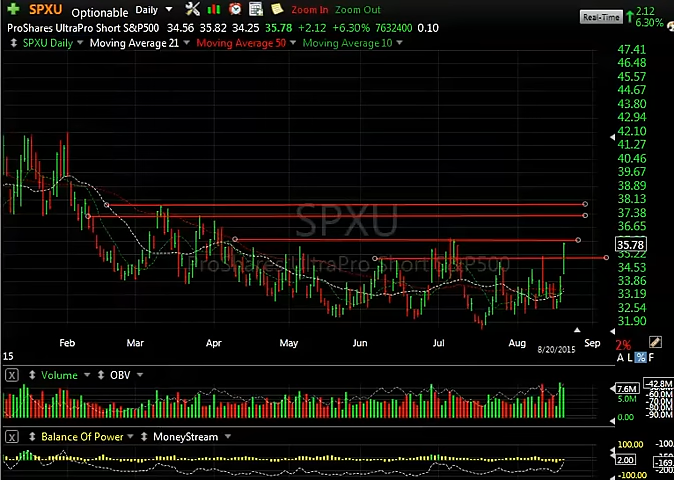 SPXU Optionable Daily Zoom In Zoom Out Real-Time 2.12
6.30%
ProShares UltraPro Short S&P500 34.56 35.82 34.25 35.78 +2.12 +6.30% 7632400 0.10
SPXU Daily Moving Average 21 Moving Average 50 Moving Average 10
47.41
46.48
45.57
44.67
43.80
42.94
42.10
41.27
40.46
39.67
38.89
38.13
37.38
36.65
35.78
35.22
34.53
33.86
33.19
32.54
31.90
SPXU
ProShares UltraPro Short S&P500
Feb Mar Apr May Jun Jul Aug Sep
15 8/20/2015
2%
A L % F
X Volume OBV
7.6M -42.8M
5.0M -60.0M
0.00 -90.0M
X Balance Of Power MoneyStream
100.00
2.00 -169.
-100.00